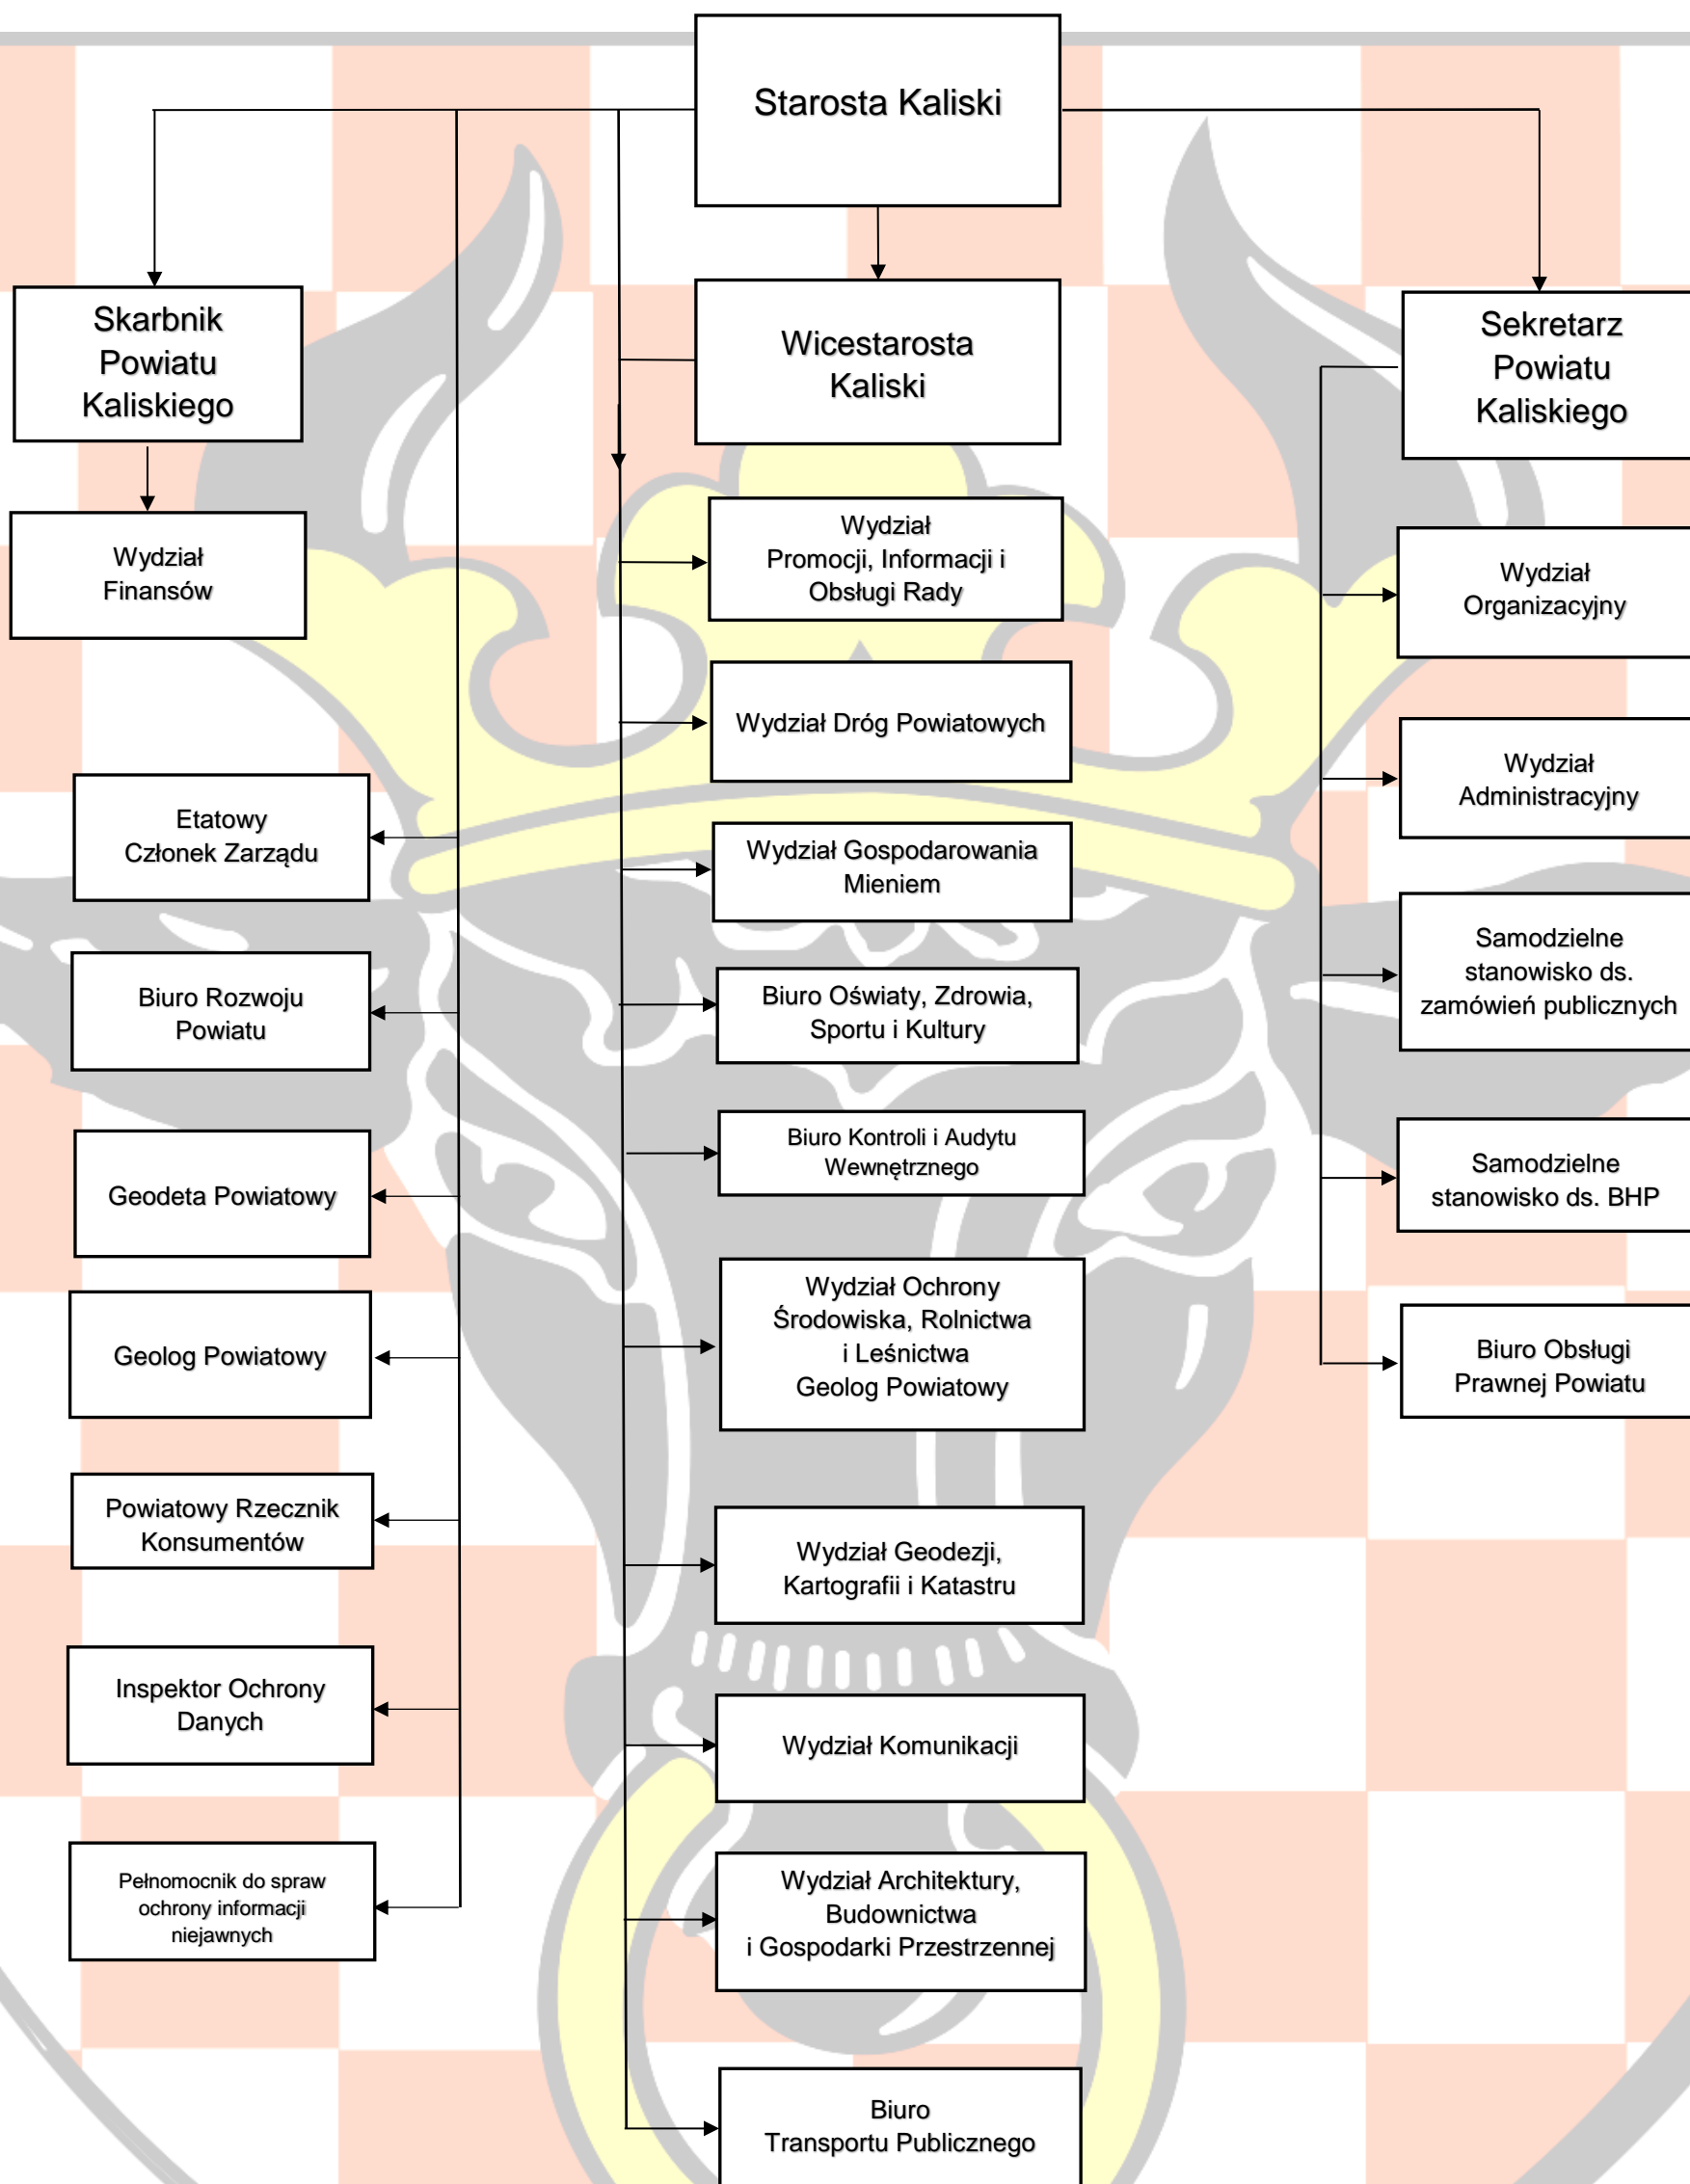 Starosta Kaliski
Skarbnik
Powiatu
Kaliskiego
Wicestarosta
Kaliski
Sekretarz
Powiatu
Kaliskiego
Wydział
Finansów
Etatowy
Członek Zarządu
Biuro Rozwoju
Powiatu
Geodeta Powiatowy
Geolog Powiatowy
Powiatowy Rzecznik
Konsumentów
Inspektor Ochrony
Danych
Pełnomocnik do spraw
ochrony informacji
niejawnych
Wydział
Promocji, Informacji i
Obsługi Rady
Wydział Dróg Powiatowych
Wydział Gospodarowania
Mieniem
Biuro Oświaty, Zdrowia,
Sportu i Kultury
Biuro Kontroli i Audytu
Wewnętrznego
Wydział Ochrony
Środowiska, Rolnictwa
i Leśnictwa
Geolog Powiatowy
Wydział Geodezji,
Kartografii i Katastru
Wydział Komunikacji
Wydział Architektury,
Budownictwa
i Gospodarki Przestrzennej
Biuro
Transportu Publicznego
Wydział
Organizacyjny
Wydział
Administracyjny
Samodzielne
stanowisko ds.
zamówień publicznych
Samodzielne
stanowisko ds. BHP
Biuro Obsługi
Prawnej Powiatu